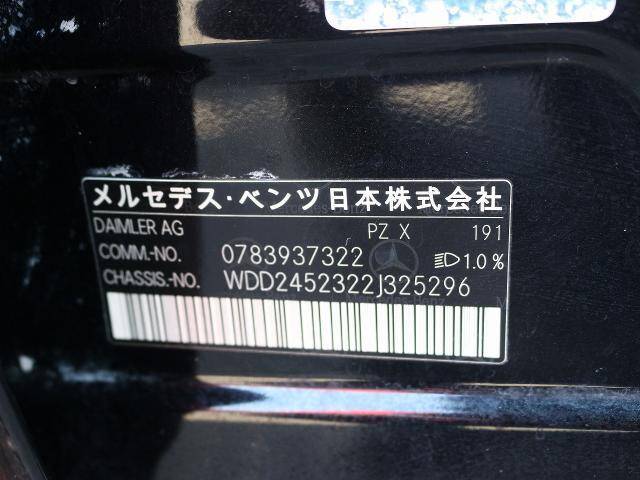 メルセデス・ベンツ日本株式会社
DAIMLER AG PZ X 191
COMM.-NO. 0783937322 1.0%
CHASSIS.-NO. WDD2452322J325296